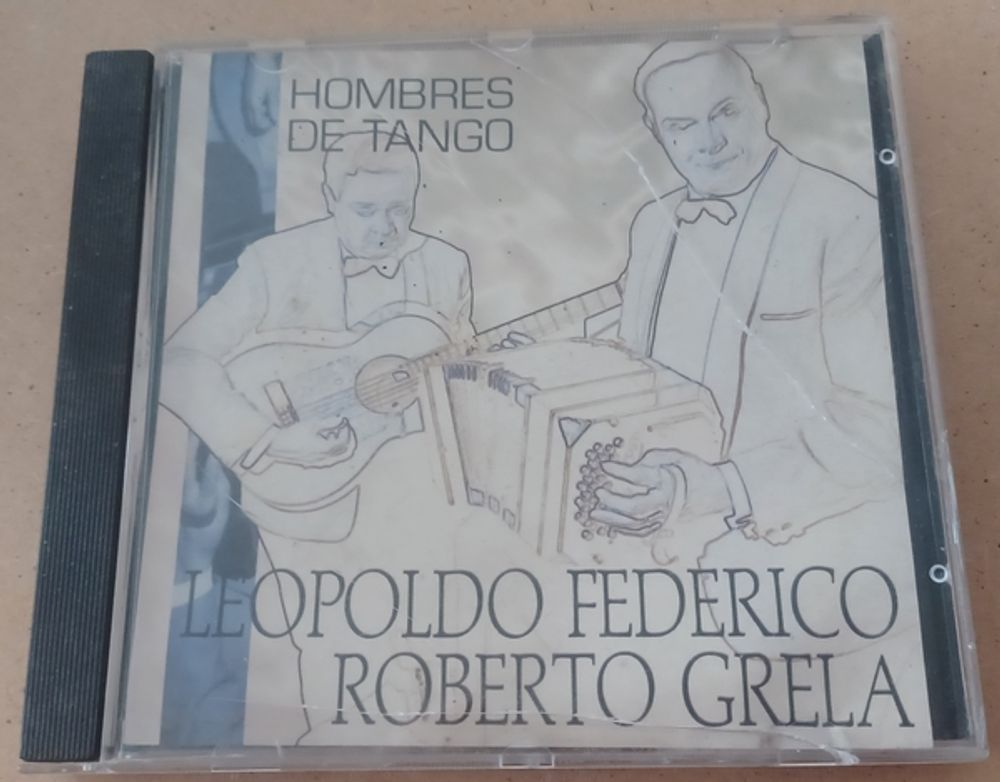 HOMBRES
DE TANGO
LEOPOLDO FEDERICO
ROBERTO GRELA